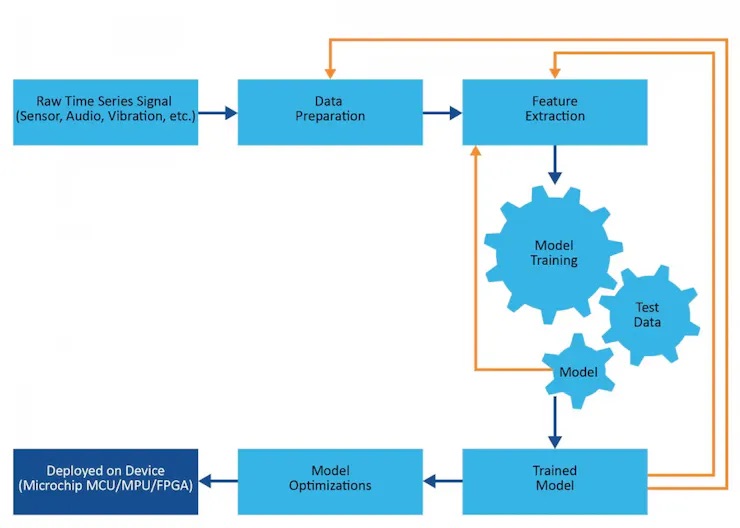 Raw Time Series Signal
(Sensor, Audio, Vibration, etc.)
Data
Preparation
Feature
Extraction
Model
Training
Test
Data
Model
Deployed on Device
(Microchip MCU/MPU/FPGA)
Model
Optimizations
Trained
Model